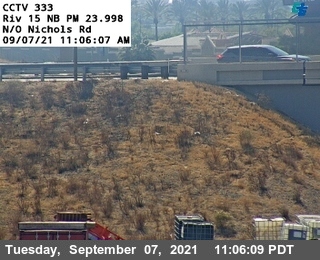 CCTV 333
Riv 15 NB PM 23.998
N/O Nichols Rd
09/07/21 11:06:07 AM
Tuesday, September 07, 2021 11:06:09 PDT